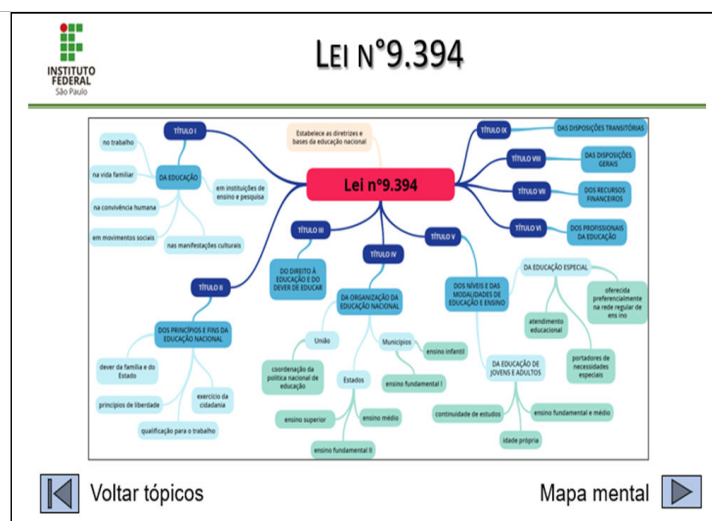 INSTITUTO
FEDERAL
São Paulo
LEI N°9.394
Estabelece as diretrizes e
bases da educação nacional
Lei n°9.394
TÍTULO I
DA EDUCAÇÃO
no trabalho
na vida familiar
na convivência humana
em movimentos sociais
nas manifestações culturais
em instituições de
ensino e pesquisa
TÍTULO II
DOS PRINCÍPIOS E FINS DA
EDUCAÇÃO NACIONAL
dever da família e do
Estado
princípios de liberdade
qualificação para o trabalho
exercício da
cidadania
TÍTULO III
DO DIREITO À
EDUCAÇÃO E DO
DEVER DE EDUCAR
TÍTULO IV
DA ORGANIZAÇÃO DA
EDUCAÇÃO NACIONAL
União
coordenação da
política nacional de
educação
Estados
ensino superior
ensino fundamental II
ensino médio
Municípios
ensino infantil
ensino fundamental I
TÍTULO V
DOS NÍVEIS E DAS
MODALIDADES DE
EDUCAÇÃO E ENSINO
DA EDUCAÇÃO ESPECIAL
atendimento
educacional
portadores de
necessidades
especiais
oferecida
preferencialmente
na rede regular de
ens ino
DA EDUCAÇÃO DE
JOVENS E ADULTOS
continuidade de estudos
idade própria
ensino fundamental e médio
TÍTULO VI
DOS PROFISSIONAIS
DA EDUCAÇÃO
TÍTULO VII
DOS RECURSOS
FINANCEIROS
TÍTULO VIII
DAS DISPOSIÇÕES
GERAIS
TÍTULO IX
DAS DISPOSIÇÕES TRANSITÓRIAS
Voltar tópicos
Mapa mental